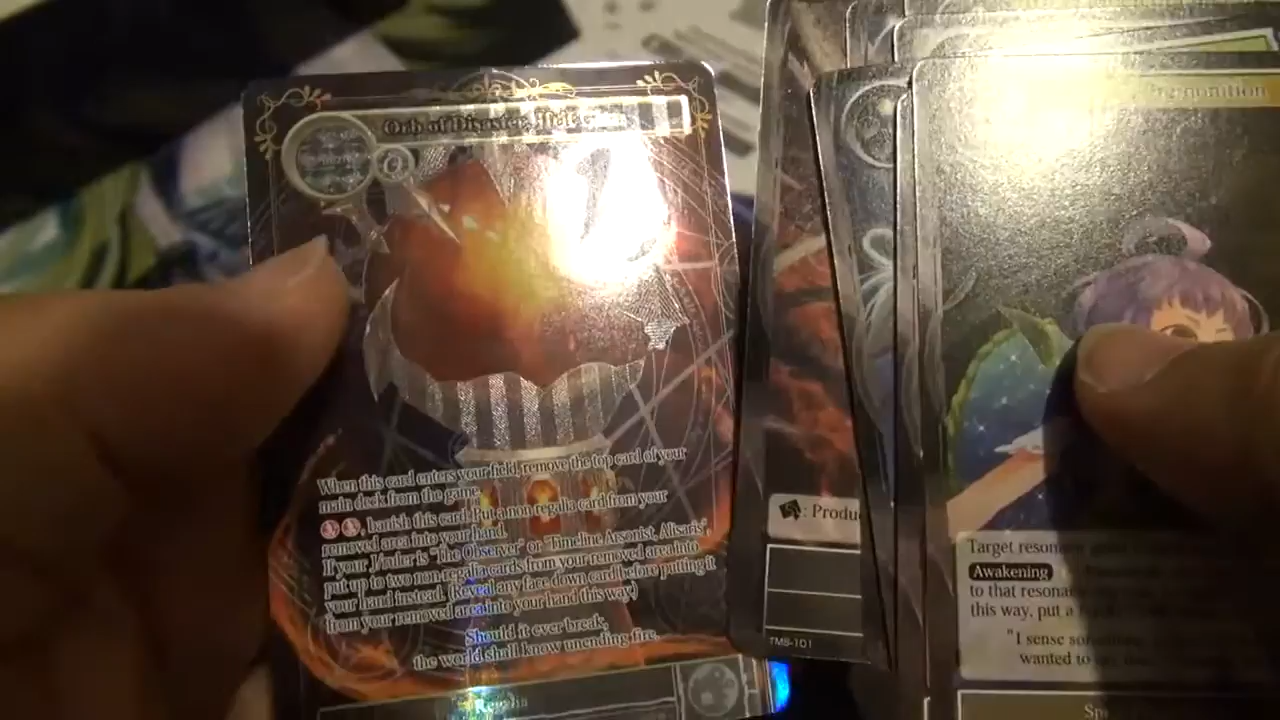 Orb of Disaster,
0
When this card enters your field, remove the top card of your
main deck from the game.
, banish this card: Put a non regalia card from your
removed area into your hand.
If your J/ruler is "The Observer" or "Timeline Arsonist, Alisaris",
put up to two non regalia cards from your removed area into
your hand instead. (Reveal any face down card before putting it
from your removed area into your hand this way.)
Should it ever break,
the world shall know unending fire.
Regalia
: Produ
TMS-101
Target resona
Awakening
to that resona
this way, put a
"I sense
wanted to